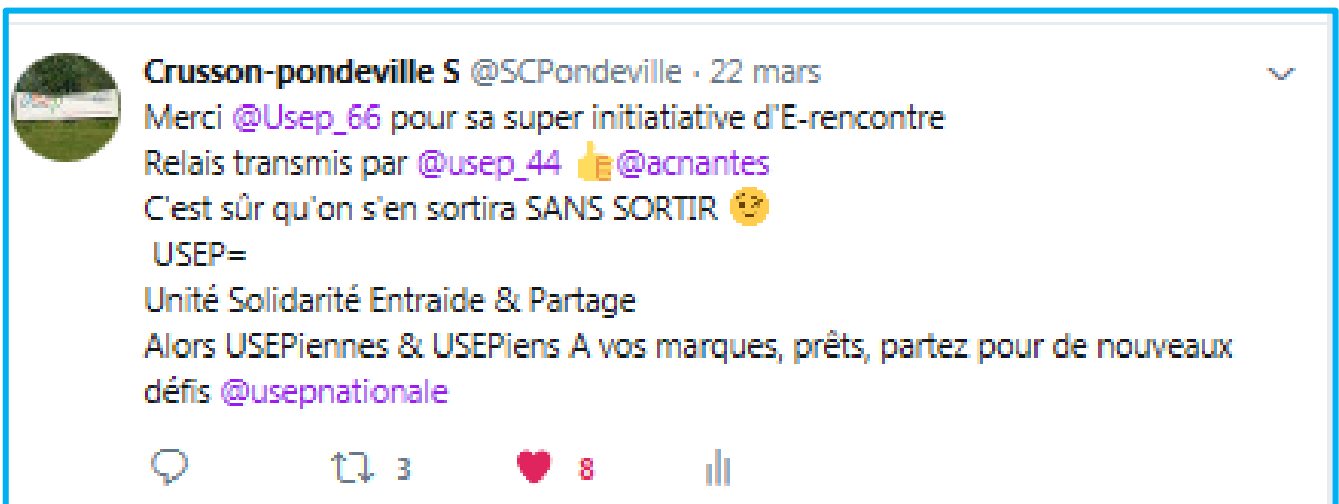 Crusson-pondeville S @SCPondeville · 22 mars
Merci @Usep_66 pour sa super initiatiative d'E-rencontre
Relais transmis par @usep_44 👍@acnantes
C'est sûr qu'on s'en sortira SANS SORTIR 😉
USEP=
Unité Solidarité Entraide & Partage
Alors USEPiennes & USEPiens A vos marques, prêts, partez pour de nouveaux
défis @usepnationale
3 8